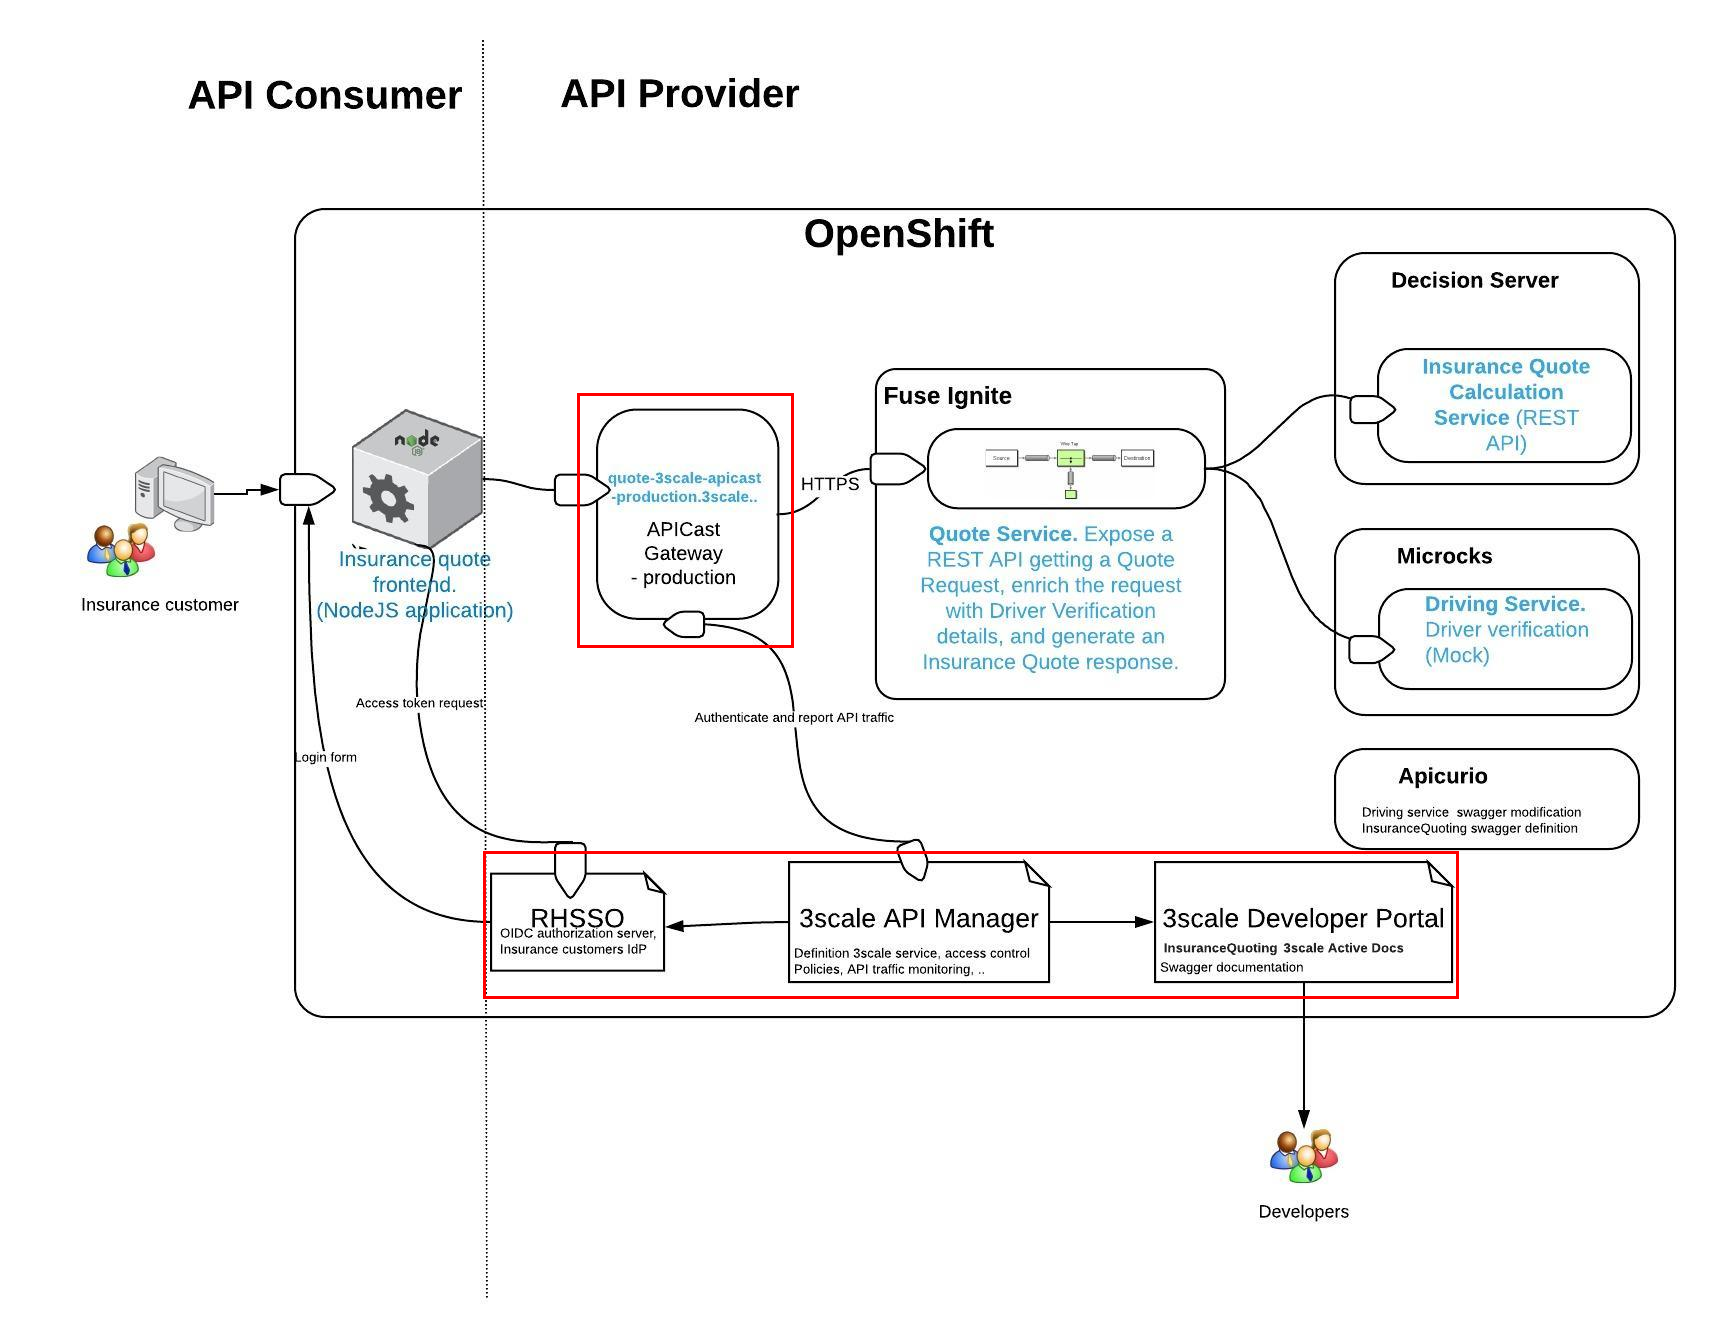 API Consumer
API Provider
OpenShift
Decision Server
Insurance Quote
Calculation
Service (REST
API)
Fuse Ignite
Wire Tap
Source
Destination
node
JS
quote-3scale-apicast
-production.3scale..
APICast
Gateway
- production
HTTPS
Quote Service. Expose a
REST API getting a Quote
Request, enrich the request
with Driver Verification
details, and generate an
Insurance Quote response.
Insurance quote
frontend.
(NodeJS application)
Insurance customer
Microcks
Driving Service.
Driver verification
(Mock)
Access token request
Authenticate and report API traffic
Login form
Apicurio
Driving service swagger modification
InsuranceQuoting swagger definition
RHSSO
OIDC authorization server,
Insurance customers IdP
3scale API Manager
Definition 3scale service, access control
Policies, API traffic monitoring, ..
3scale Developer Portal
InsuranceQuoting 3scale Active Docs
Swagger documentation
Developers